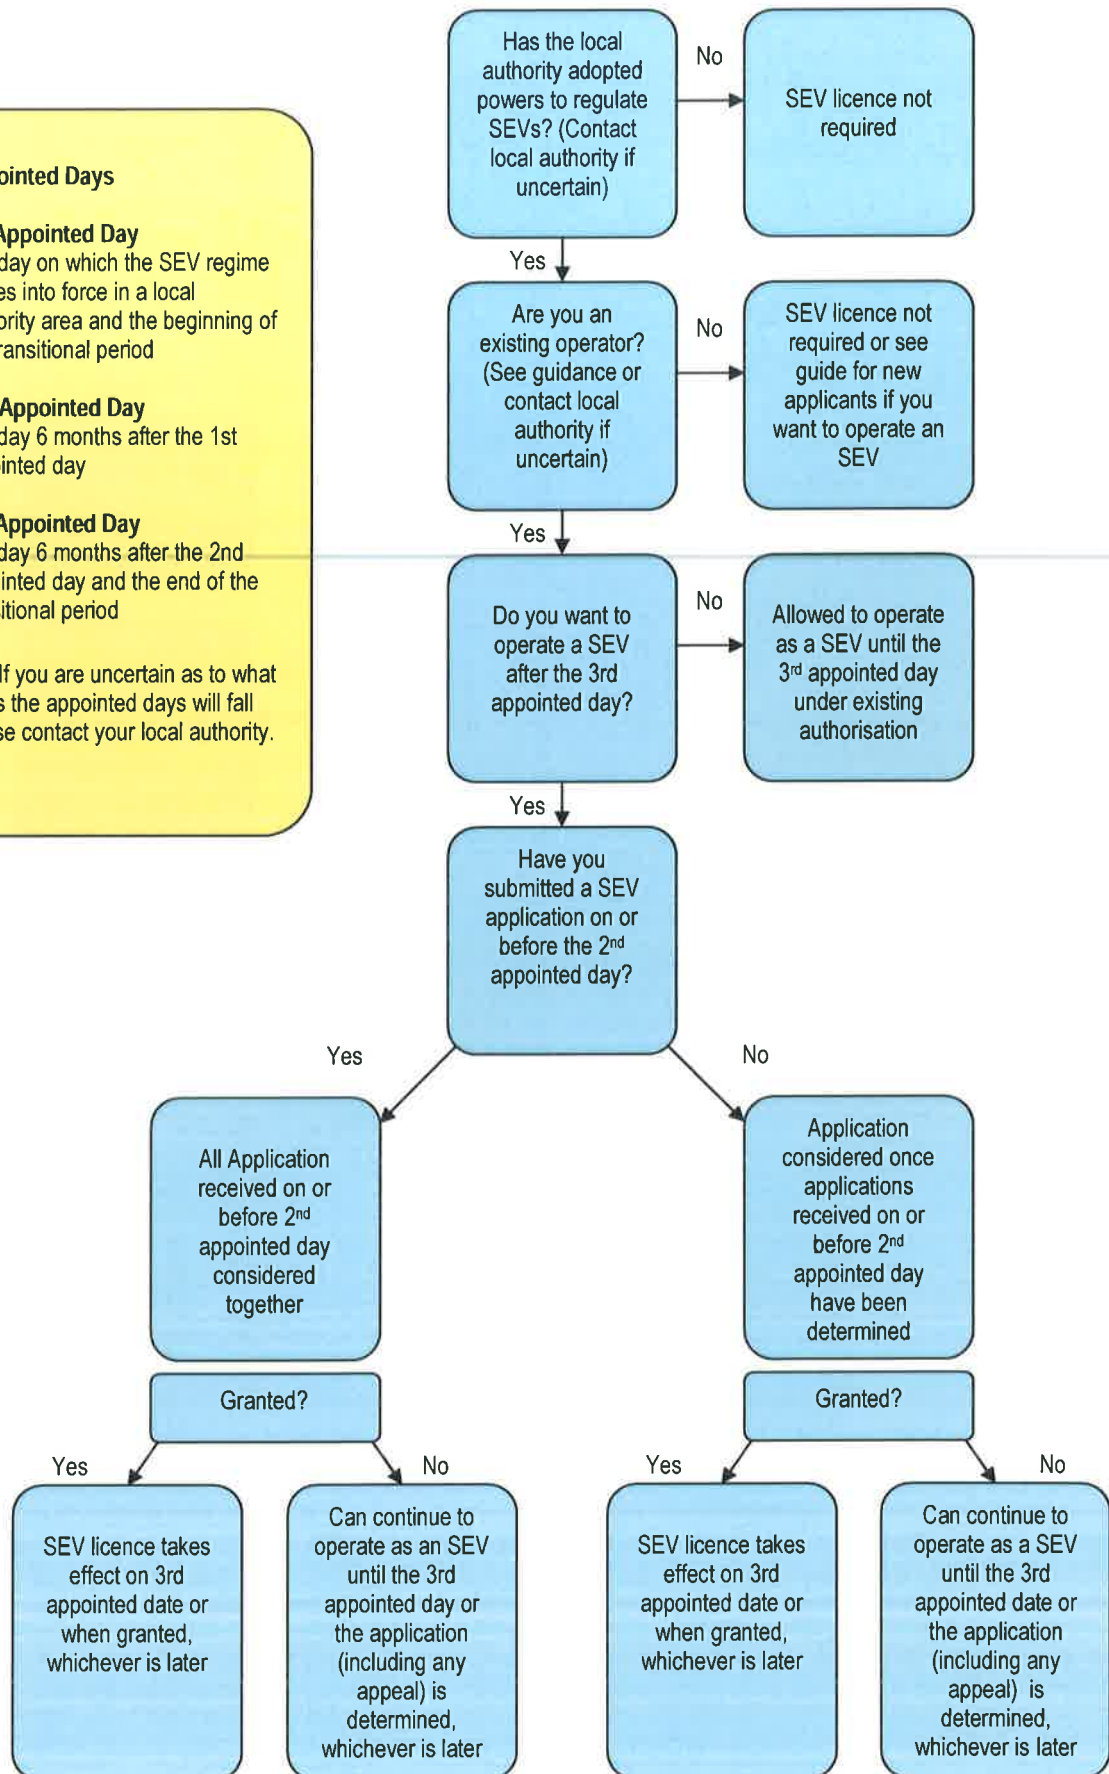 Has the local
authority adopted
powers to regulate
SEVs? (Contact
local authority if
uncertain)
No
SEV licence not
required
Yes
Are you an
existing operator?
(See guidance or
contact local
authority if
uncertain)
No
SEV licence not
required or see
guide for new
applicants if you
want to operate an
SEV
Yes
Do you want to
operate a SEV
after the 3rd
appointed day?
No
Allowed to operate
as a SEV until the
3rd appointed day
under existing
authorisation
Yes
Have you
submitted a SEV
application on or
before the 2nd
appointed day?
ointed Days
Appointed Day
day on which the SEV regime
es into force in a local
ority area and the beginning of
ransitional period
Appointed Day
day 6 months after the 1st
inted day
Appointed Day
day 6 months after the 2nd
inted day and the end of the
sitional period
If you are uncertain as to what
s the appointed days will fall
se contact your local authority.
Yes
All Application
received on or
before 2nd
appointed day
considered
together
Granted?
Yes
SEV licence takes
effect on 3rd
appointed date or
when granted,
whichever is later
No
Can continue to
operate as an SEV
until the 3rd
appointed day or
the application
(including any
appeal) is
determined,
whichever is later
No
Application
considered once
applications
received on or
before 2nd
appointed day
have been
determined
Granted?
Yes
SEV licence takes
effect on 3rd
appointed date or
when granted,
whichever is later
No
Can continue to
operate as a SEV
until the 3rd
appointed date or
the application
(including any
appeal) is
determined,
whichever is later